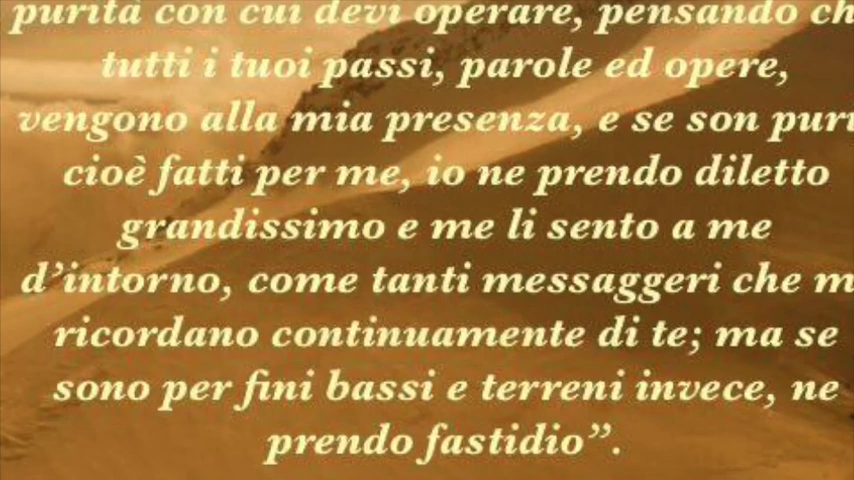 purità con cui devi operare, pensando ch
tutti i tuoi passi, parole ed opere,
vengono alla mia presenza, e se son puri
cioè fatti per me, io ne prendo diletto
grandissimo e me li sento a me
d’intorno, come tanti messaggeri che m
ricordano continuamente di te; ma se
sono per fini bassi e terreni invece, ne
prendo fastidio”.